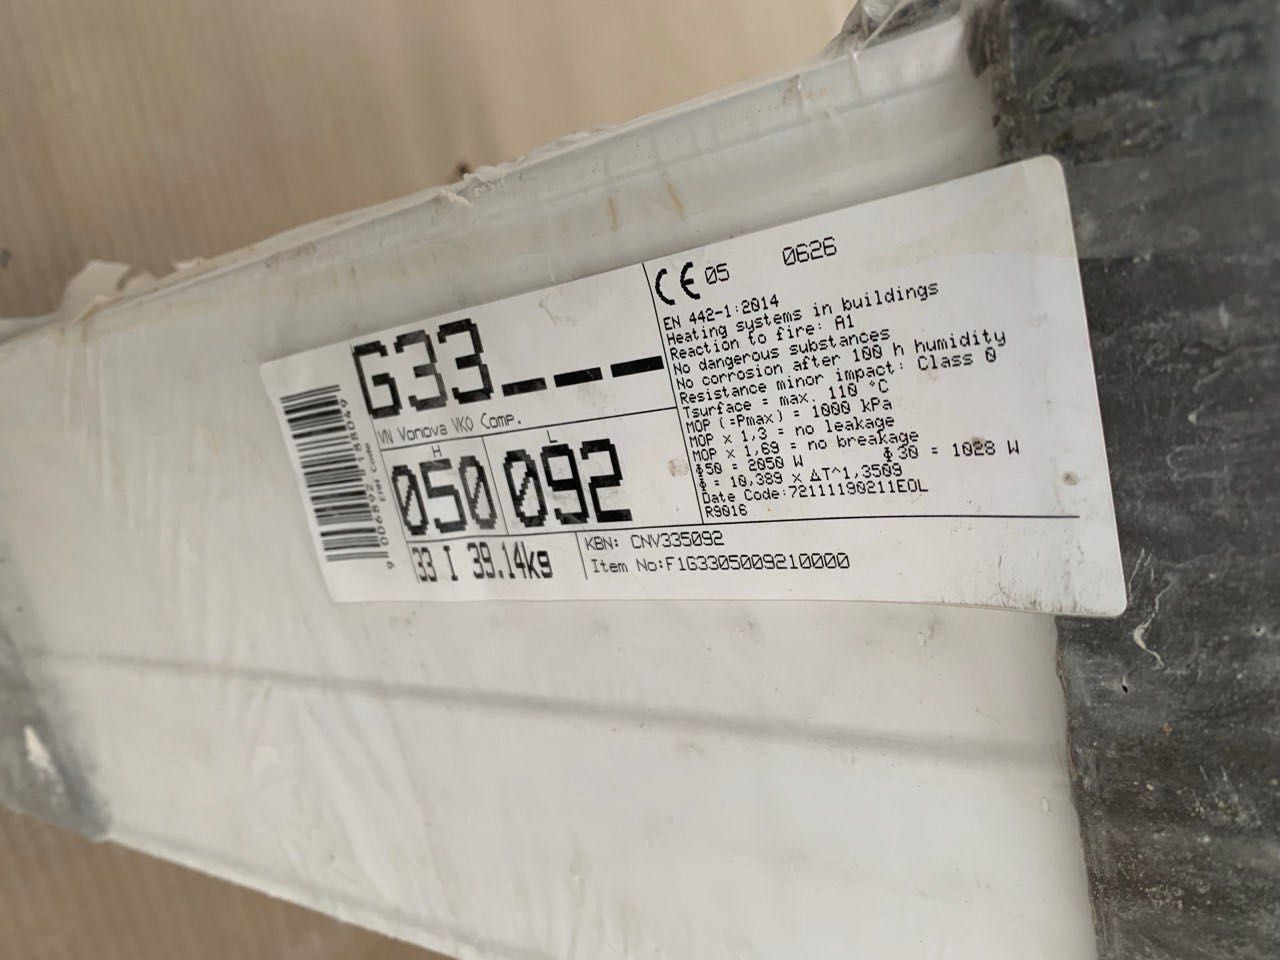 G33___
VN Vonova VKO Comp.
H
L
050
092
33 I 39.14kg
EAN Code
CE 05
0626
EN 442-1:2014
Heating systems in buildings
Reaction to fire: A1
No dangerous substances
No corrosion after 100 h humidity
Resistance minor impact: Class 0
Tsurface = max. 110 °C
MOP (=Pmax) = 1000 kPa
MOP x 1,3 = no leakage
MOP x 1,69 = no breakage
Φ50 = 2050 W Φ30 = 1028 W
Φ = 10,389 x ΔT^1,3509
Date Code:72111190211EOL
R9016
KBN: CNV335092
Item No:F1G3305009210000